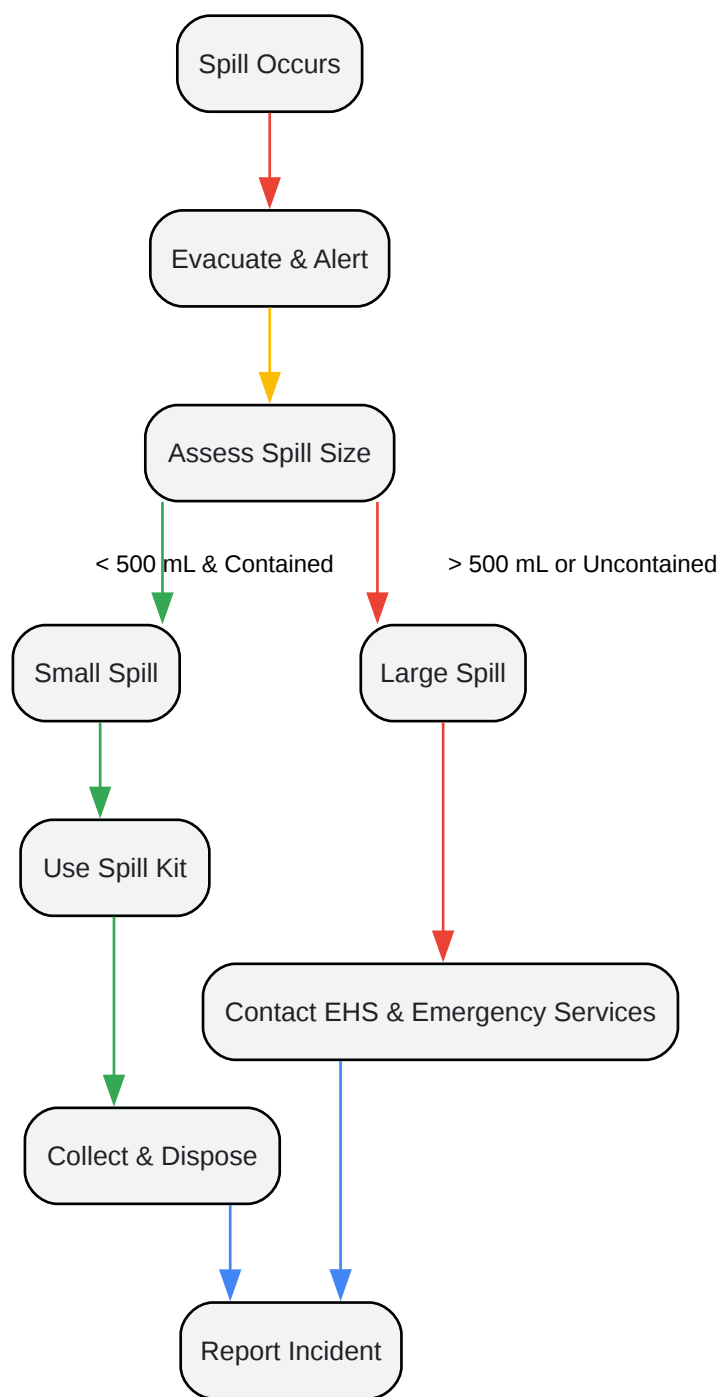 Spill Occurs
Evacuate & Alert
Assess Spill Size
< 500 mL & Contained
> 500 mL or Uncontained
Small Spill
Large Spill
Use Spill Kit
Contact EHS & Emergency Services
Collect & Dispose
Report Incident